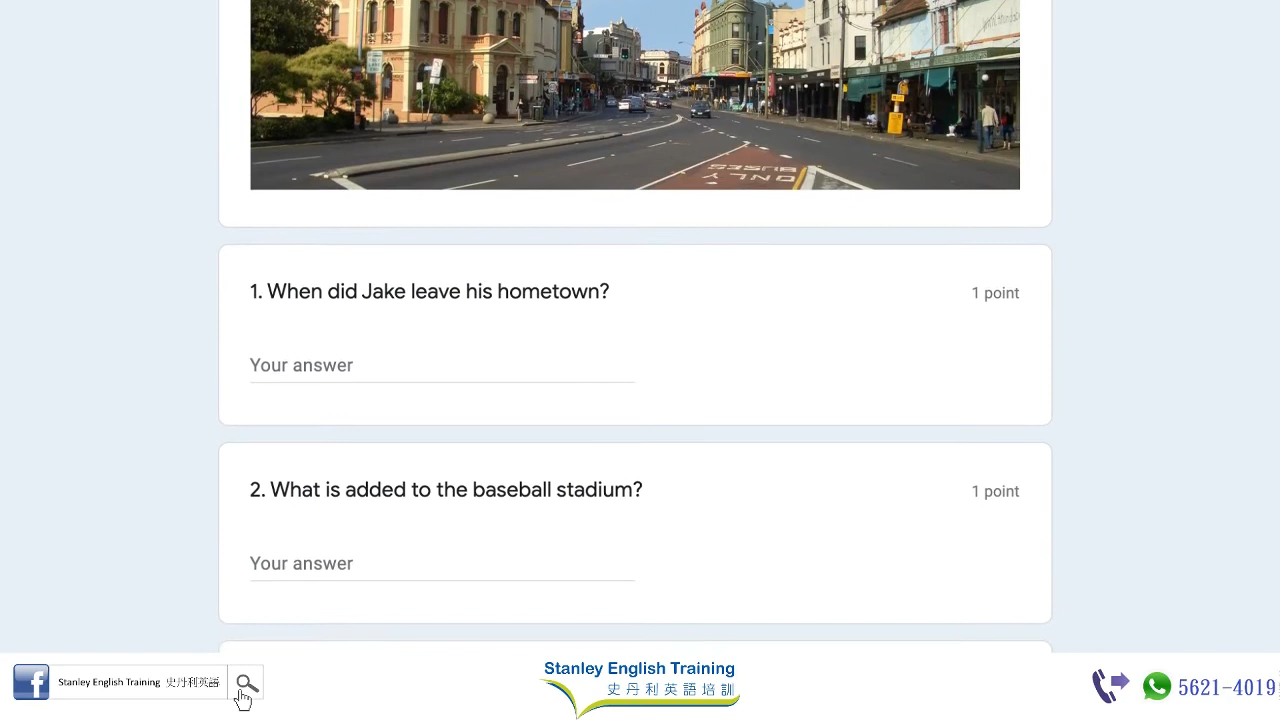 BUSES
ONLY
1. When did Jake leave his hometown?
1 point
Your answer
2. What is added to the baseball stadium?
1 point
Your answer
Stanley English Training 史丹利英語
Stanley English Training
史丹利英語培訓
5621-4019